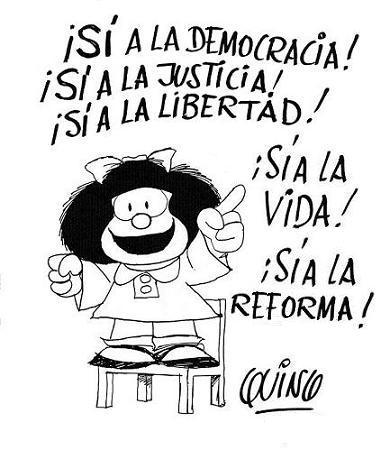 ¡SÍ A LA DEMOCRACIA!
¡SÍ A LA JUSTICIA!
¡SÍ A LA LIBERTAD!
¡SÍ A LA
VIDA!
¡SÍ A LA
REFORMA!
QUINO